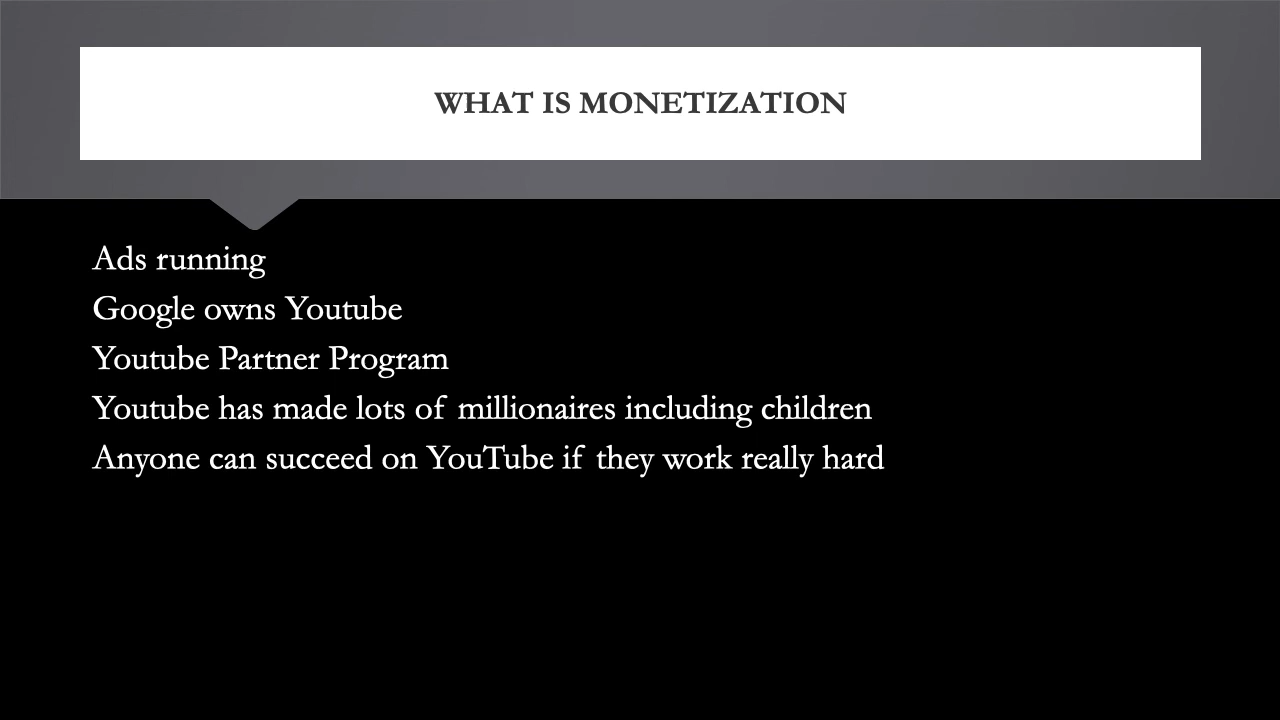 WHAT IS MONETIZATION
Ads running
Google owns Youtube
Youtube Partner Program
Youtube has made lots of millionaires including children
Anyone can succeed on YouTube if they work really hard